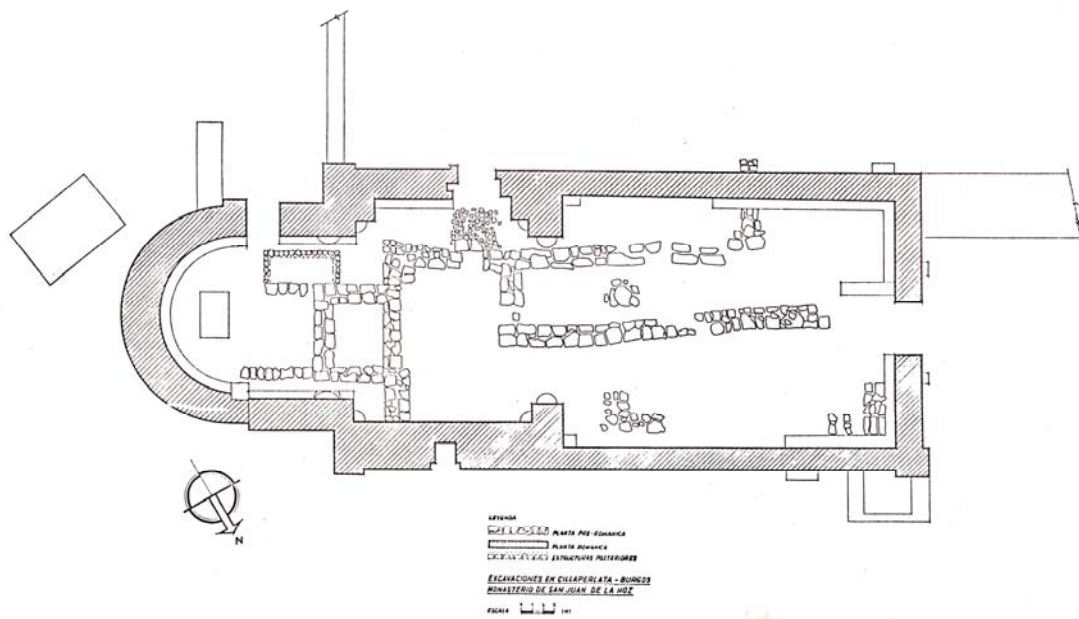 N
LEYENDA
PLANTA PRE-ROMANICA
PLANTA ROMANICA
ESTRUCTURAS POSTERIORES
EXCAVACIONES EN CILLAPERLATA - BURGOS
MONASTERIO DE SAN JUAN DE LA HOZ
ESCALA